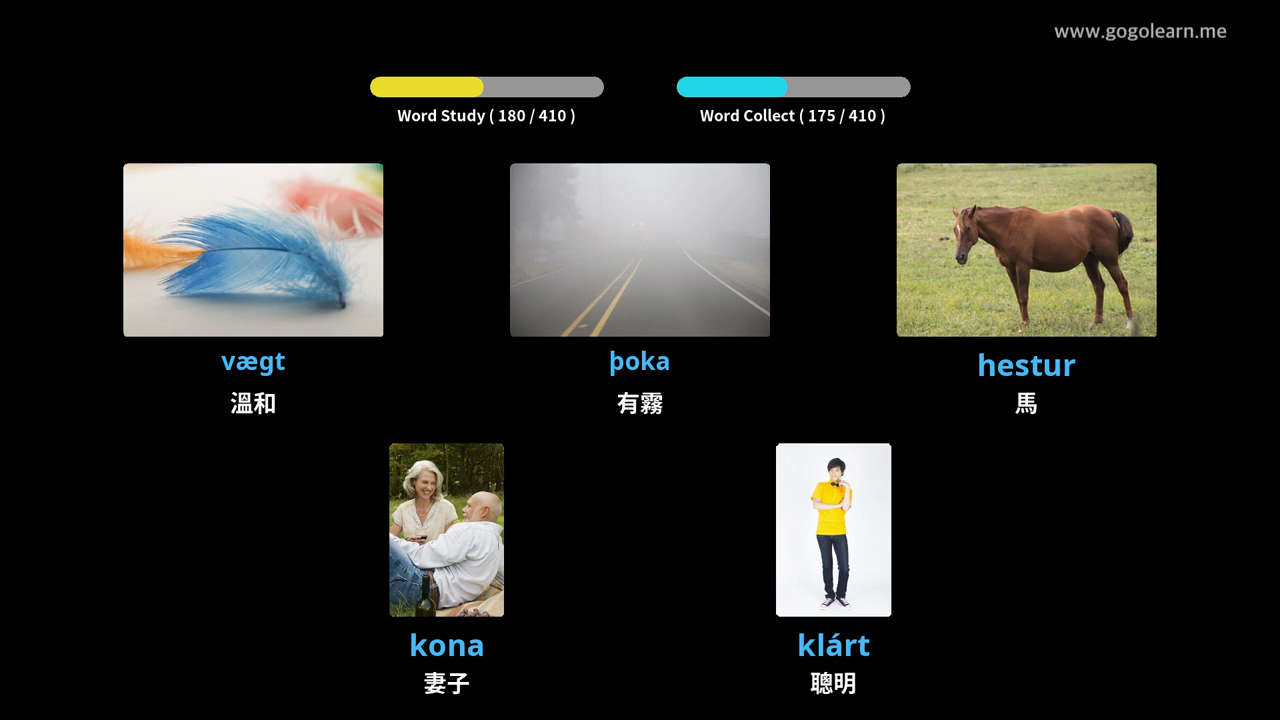 www.gogolearn.me
Word Study ( 180 / 410 )
Word Collect ( 175 / 410 )
vægt
溫和
þoka
有霧
hestur
馬
kona
妻子
klárt
聰明